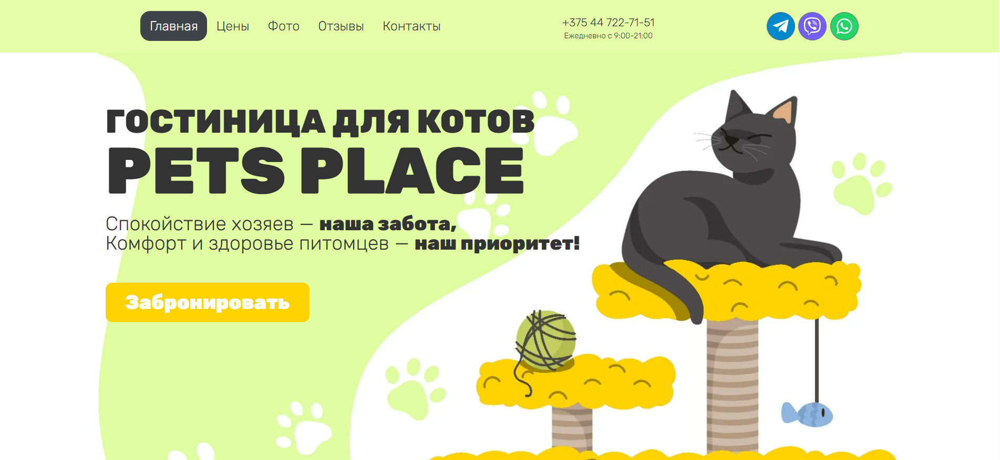 Главная Цены Фото Отзывы Контакты +375 44 722-71-51
Ежедневно с 9:00-21:00
ГОСТИНИЦА ДЛЯ КОТОВ
PETS PLACE
Спокойствие хозяев — наша забота,
Комфорт и здоровье питомцев — наш приоритет!
Забронировать